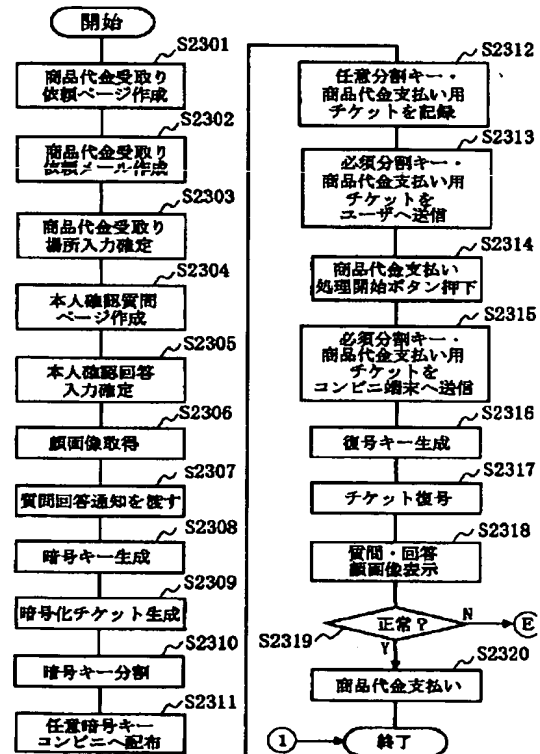 開始
S2301
商品代金受取り
依頼ページ作成
S2302
商品代金受取り
依頼メール作成
S2303
商品代金受取り
場所入力確定
S2304
本人確認質問
ページ作成
S2305
本人確認回答
入力確定
S2306
顔画像取得
S2307
質問回答通知を渡す
S2308
暗号キー生成
S2309
暗号化チケット生成
S2310
暗号キー分割
S2311
任意暗号キー
コンビニへ配布
S2312
任意分割キー・
商品代金支払い用
チケットを記録
S2313
必須分割キー・
商品代金支払い用
チケットを
ユーザへ送信
S2314
商品代金支払い
処理開始ボタン押下
S2315
必須分割キー・
商品代金支払い用
チケットを
コンビニ端末へ送信
S2316
復号キー生成
S2317
チケット復号
S2318
質問・回答
顔画像表示
正常？
N
E
S2319
Y
S2320
商品代金支払い
1
終了